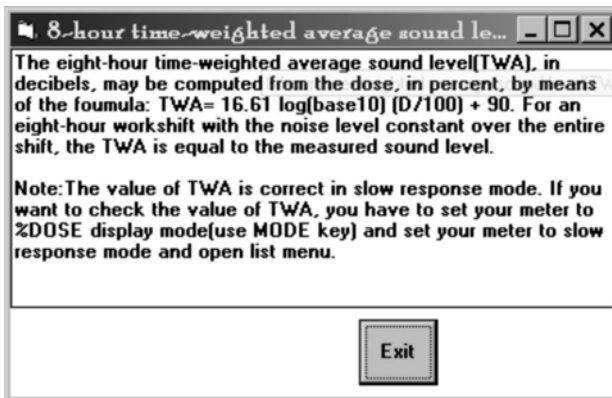 8-hour time-weighted average sound le...
The eight-hour time-weighted average sound level(TWA), in
decibels, may be computed from the dose, in percent, by means
of the foumula: TWA= 16.61 log(base10) (D/100) + 90. For an
eight-hour workshift with the noise level constant over the entire
shift, the TWA is equal to the measured sound level.
Note:The value of TWA is correct in slow response mode. If you
want to check the value of TWA, you have to set your meter to
%DOSE display mode(use MODE key) and set your meter to slow
response mode and open list menu.
Exit